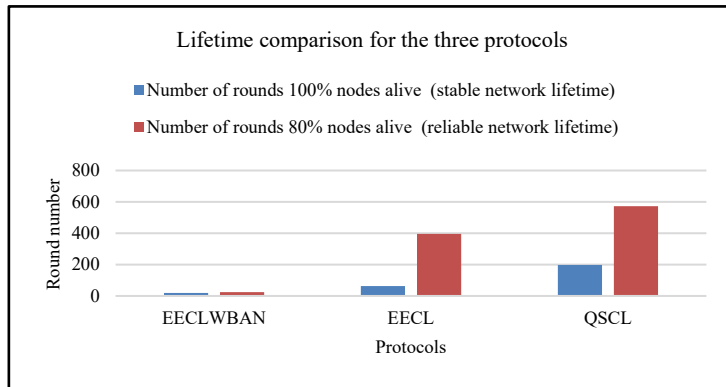 Lifetime comparison for the three protocols
Number of rounds 100% nodes alive (stable network lifetime)
Number of rounds 80% nodes alive (reliable network lifetime)
Round number
800
600
400
200
0
EECLWBAN EECL QSCL
Protocols